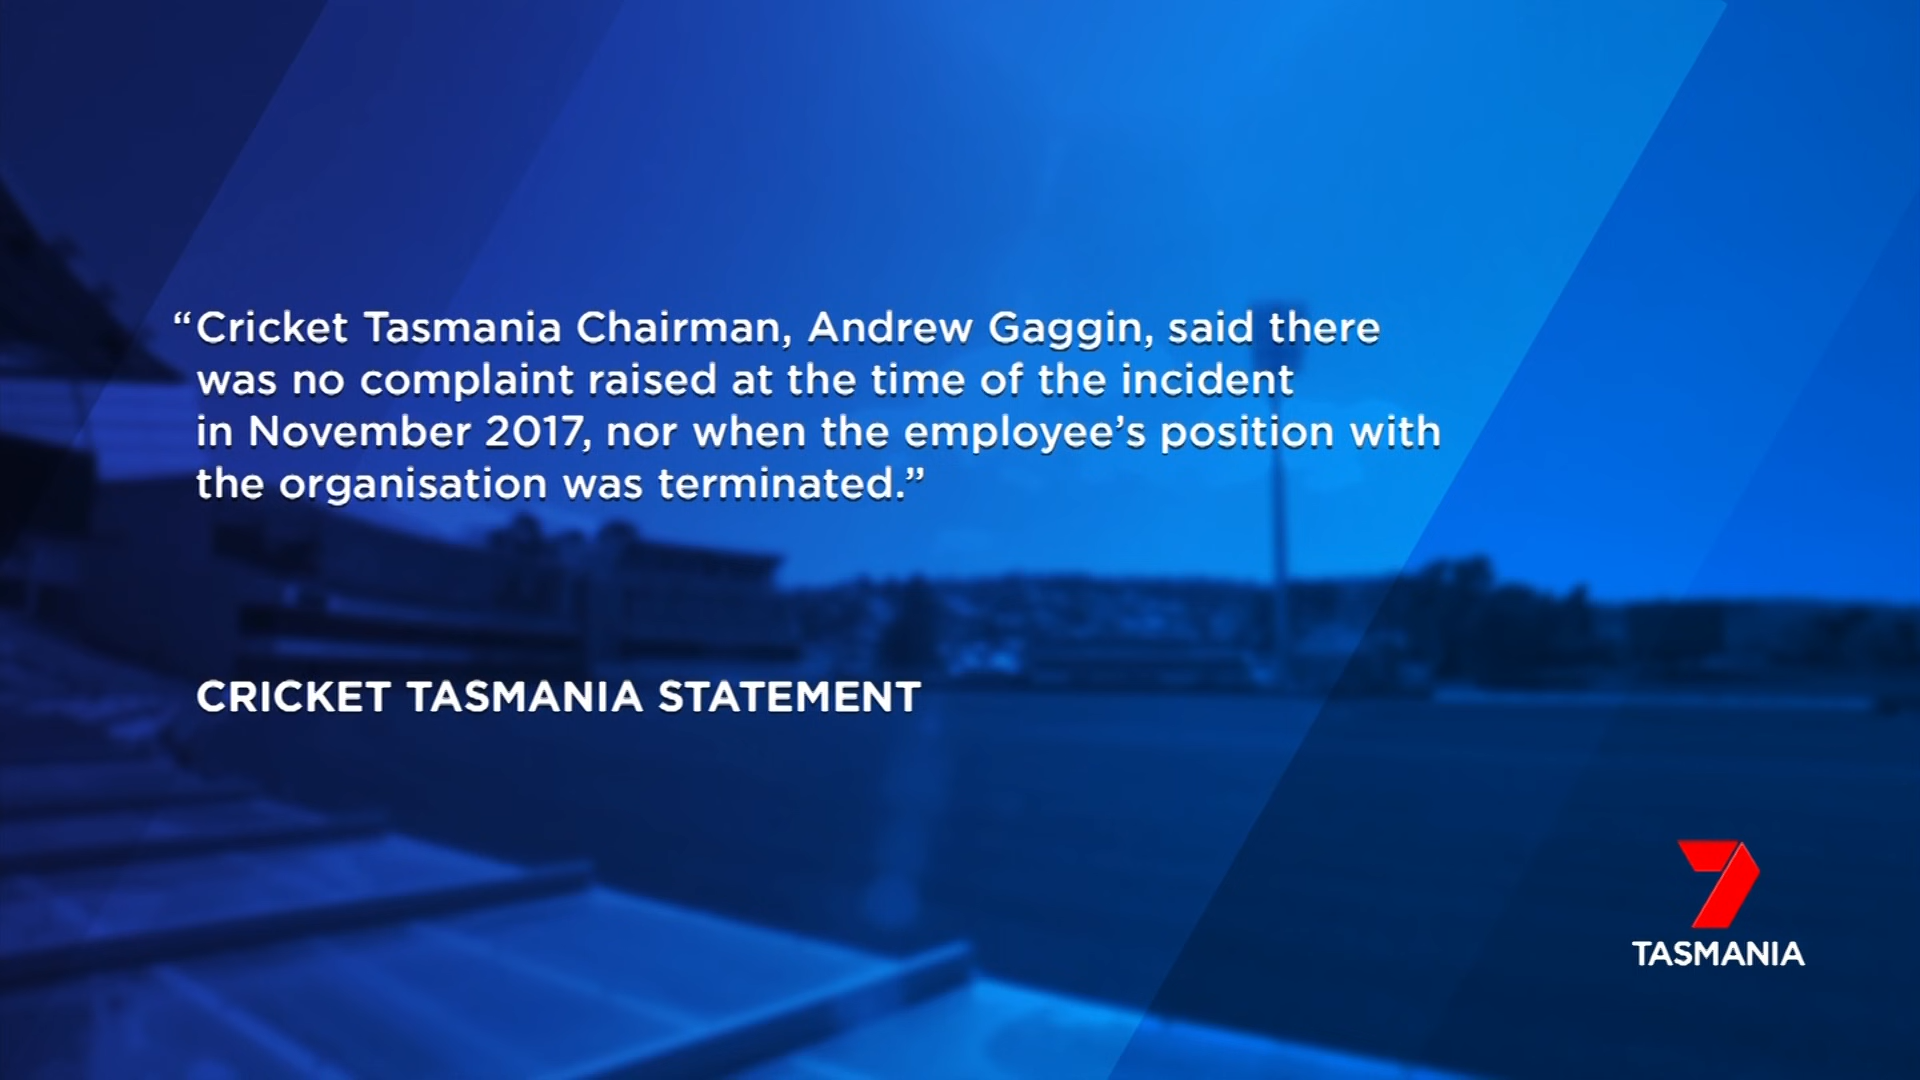 “Cricket Tasmania Chairman, Andrew Gaggin, said there
was no complaint raised at the time of the incident
in November 2017, nor when the employee’s position with
the organisation was terminated.”
CRICKET TASMANIA STATEMENT
7
TASMANIA